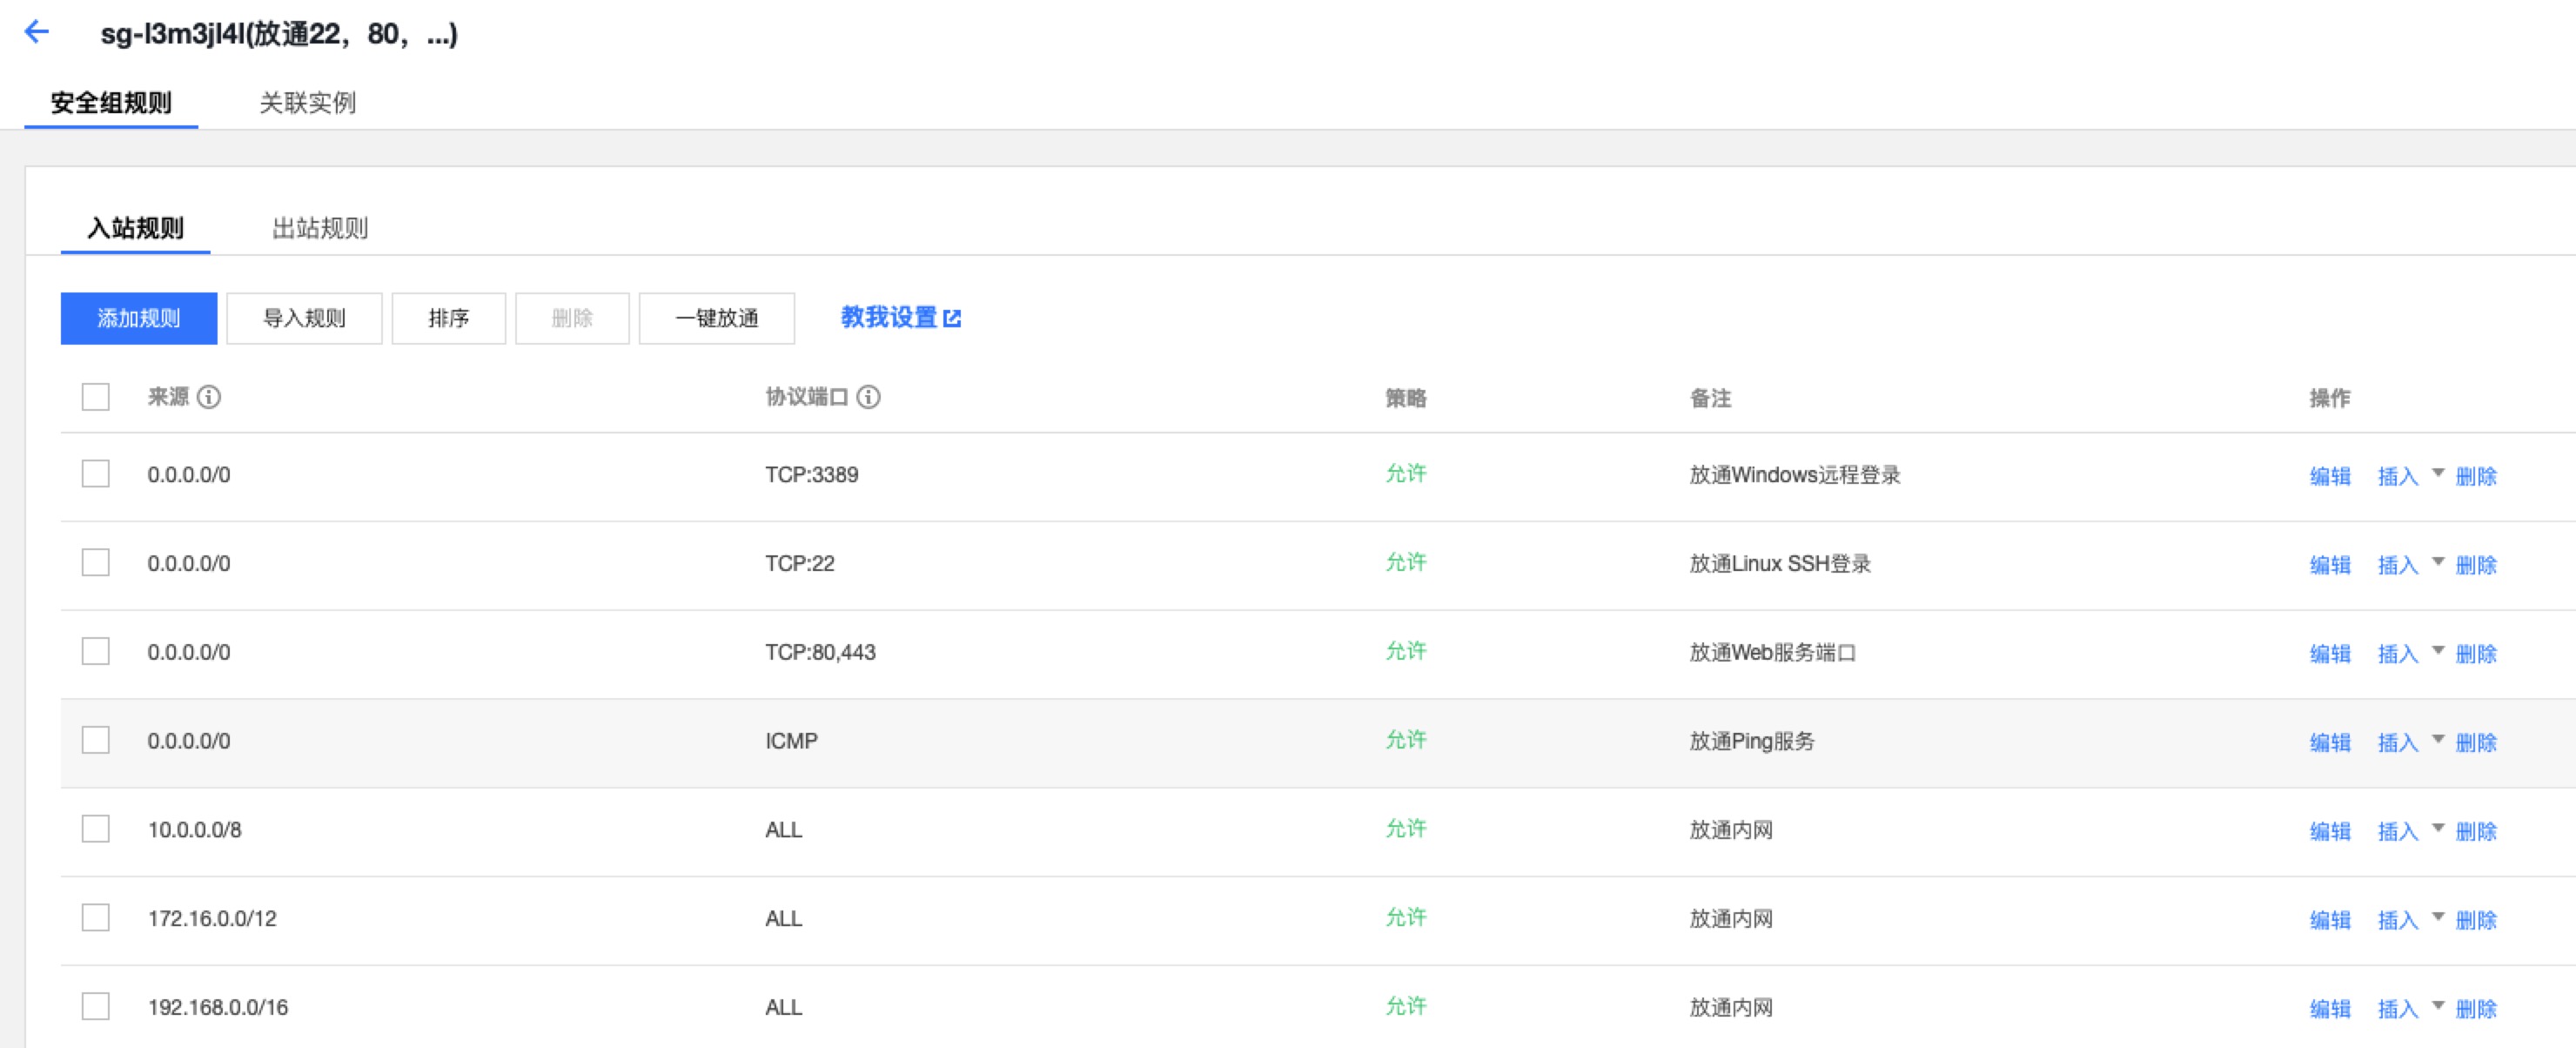 sg-l3m3jl4l(放通22，80，...)
安全组规则 关联实例
入站规则 出站规则
添加规则 导入规则 排序 删除 一键放通 教我设置
来源 协议端口 策略 备注 操作
0.0.0.0/0 TCP:3389 允许 放通Windows远程登录 编辑 插入 删除
0.0.0.0/0 TCP:22 允许 放通Linux SSH登录 编辑 插入 删除
0.0.0.0/0 TCP:80,443 允许 放通Web服务端口 编辑 插入 删除
0.0.0.0/0 ICMP 允许 放通Ping服务 编辑 插入 删除
10.0.0.0/8 ALL 允许 放通内网 编辑 插入 删除
172.16.0.0/12 ALL 允许 放通内网 编辑 插入 删除
192.168.0.0/16 ALL 允许 放通内网 编辑 插入 删除